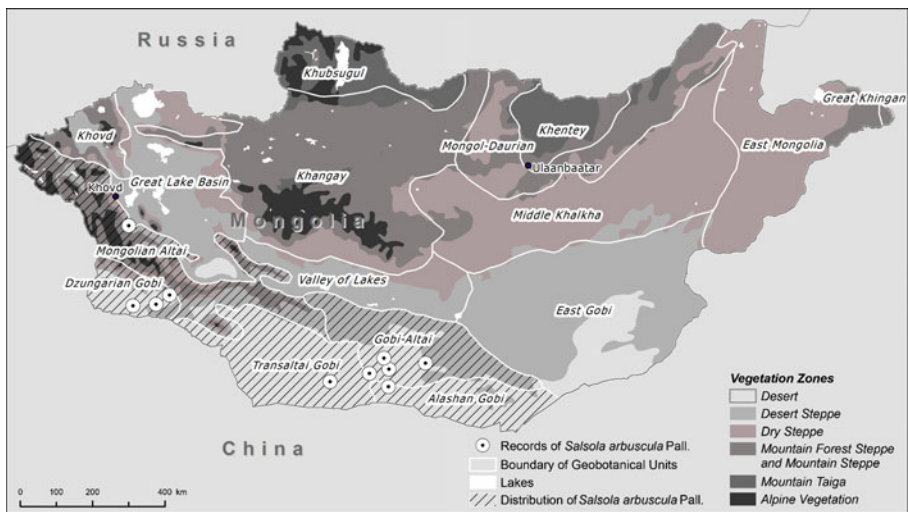 Russia
Khubsugul
Great Khingan
Khovd
Mongol-Daurian
Khentey
East Mongolia
Ulaanbaatar
Khovd
Great Lake Basin
Khangay
Mongolia
Middle Khalkha
Mongolian Altai
Dzungarian Gobi
Valley of Lakes
East Gobi
Gobi-Altai
Transaltai Gobi
Alashan Gobi
China
Records of Salsola arbuscula Pall.
Boundary of Geobotanical Units
Lakes
Distribution of Salsola arbuscula Pall.
Vegetation Zones
Desert
Desert Steppe
Dry Steppe
Mountain Forest Steppe
and Mountain Steppe
Mountain Taiga
Alpine Vegetation
0 100 200 400 km